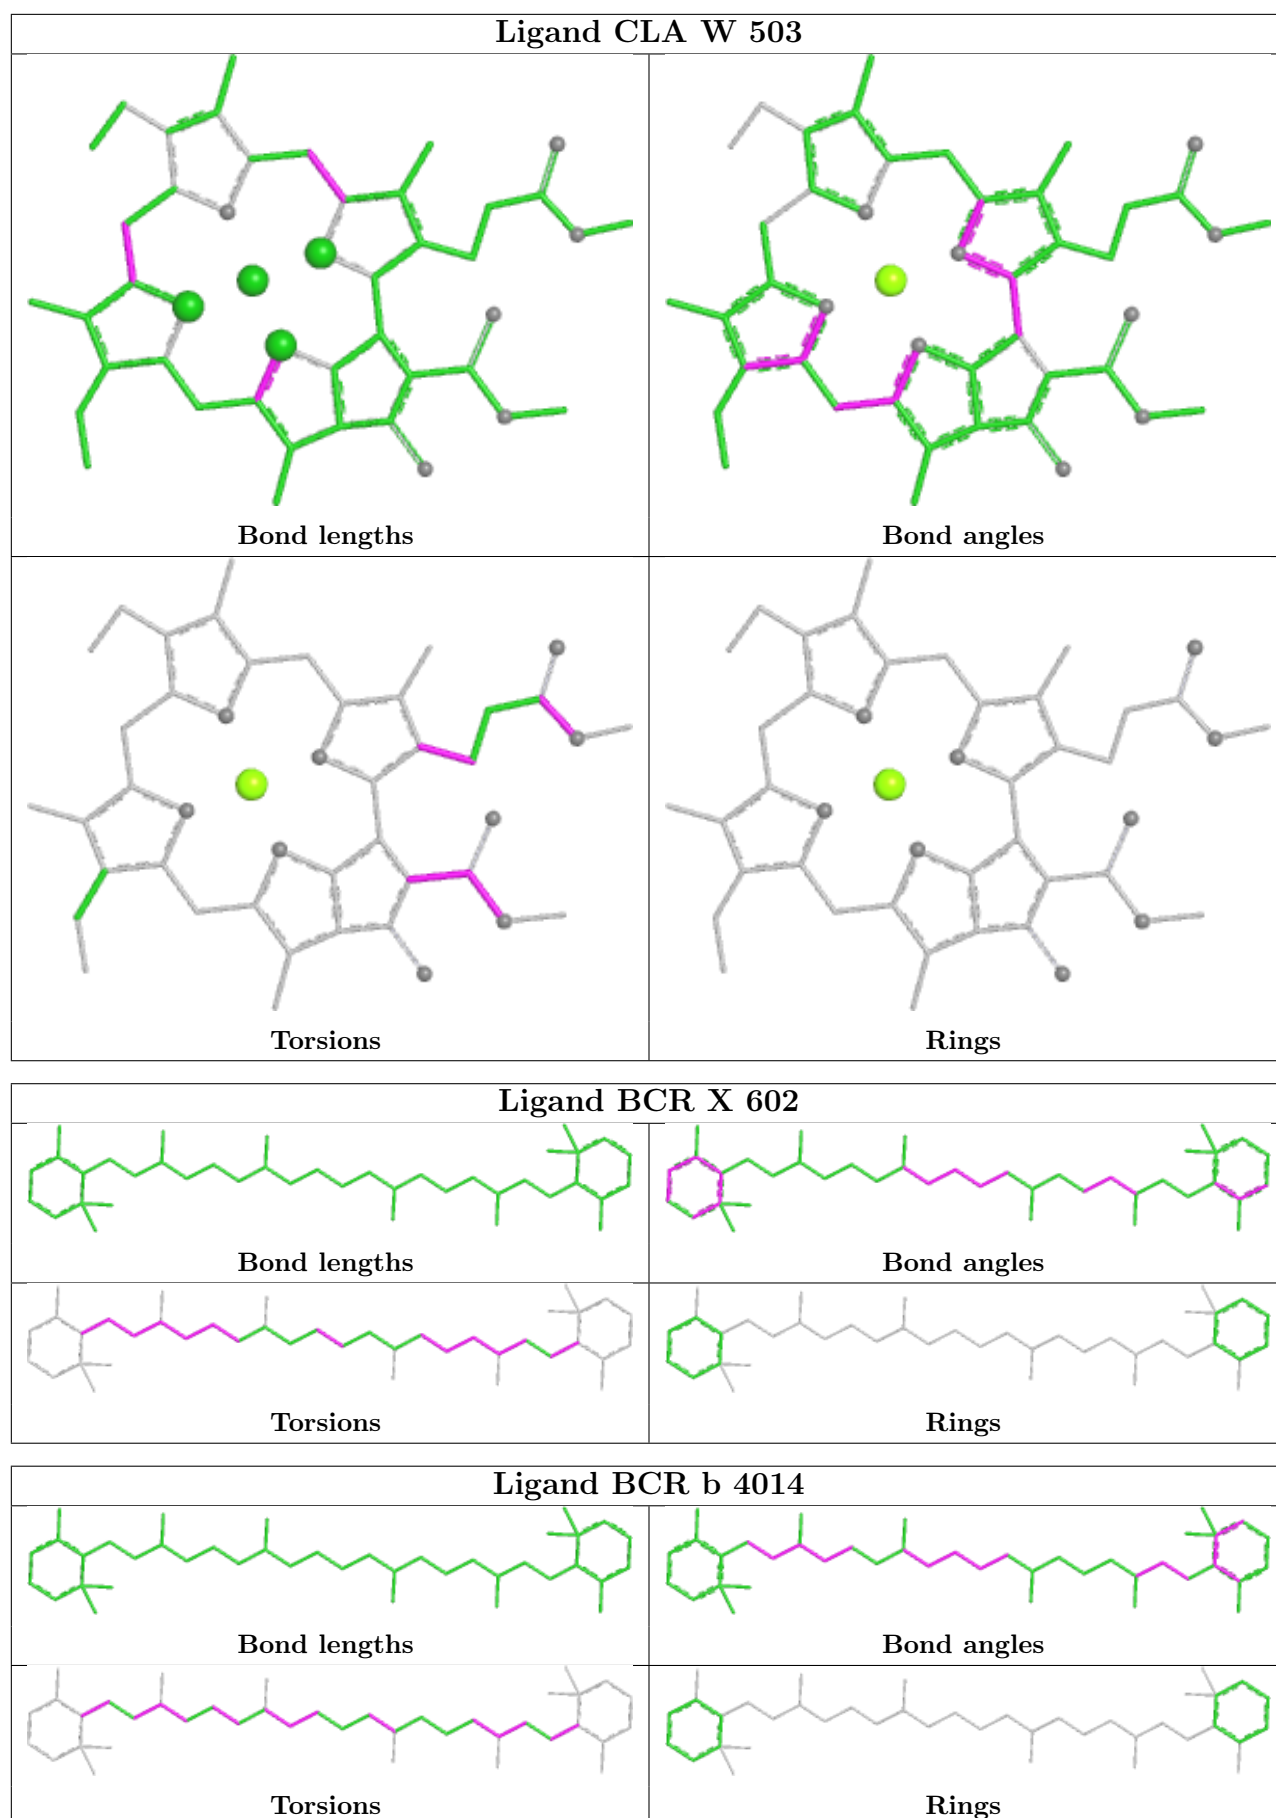 Ligand CLA W 503
Bond lengths
Bond angles
Torsions
Rings
Ligand BCR X 602
Bond lengths
Bond angles
Torsions
Rings
Ligand BCR b 4014
Bond lengths
Bond angles
Torsions
Rings